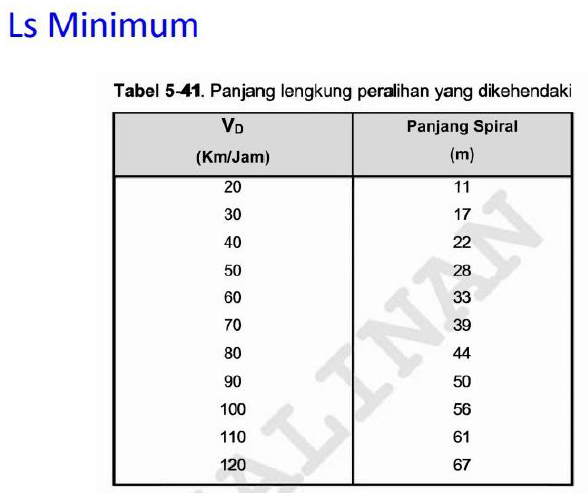 Ls Minimum
Tabel 5-41. Panjang lengkung peralihan yang dikehendaki
VD Panjang Spiral
(Km/Jam) (m)
20 11
30 17
40 22
50 28
60 33
70 39
80 44
90 50
100 56
110 61
120 67
ALINAN